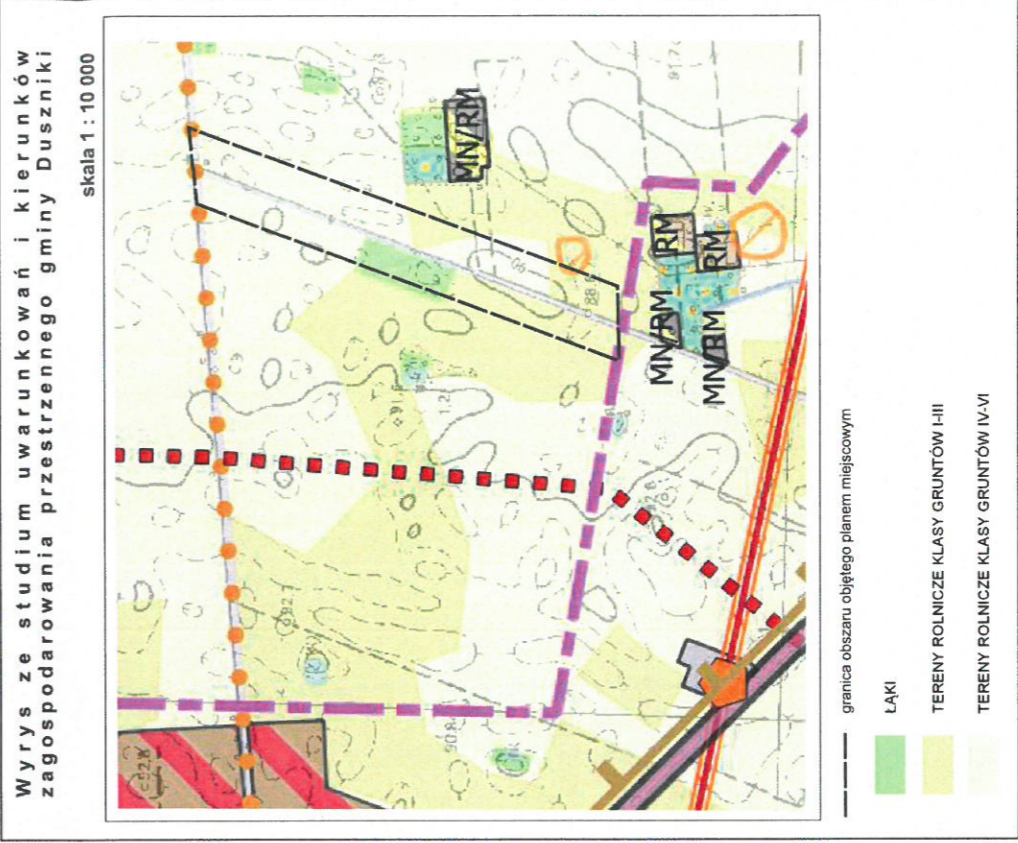 Wyrys ze studium uwarunkowań i kierunków
zagospodarowania przestrzennego gminy Duszniki
skala 1 : 10 000
MN/RM
RM
RM
MN/RM
MN/RM
90.8
granica obszaru objętego planem miejscowym
ŁĄKI
TERENY ROLNICZE KLASY GRUNTÓW I-III
TERENY ROLNICZE KLASY GRUNTÓW IV-VI